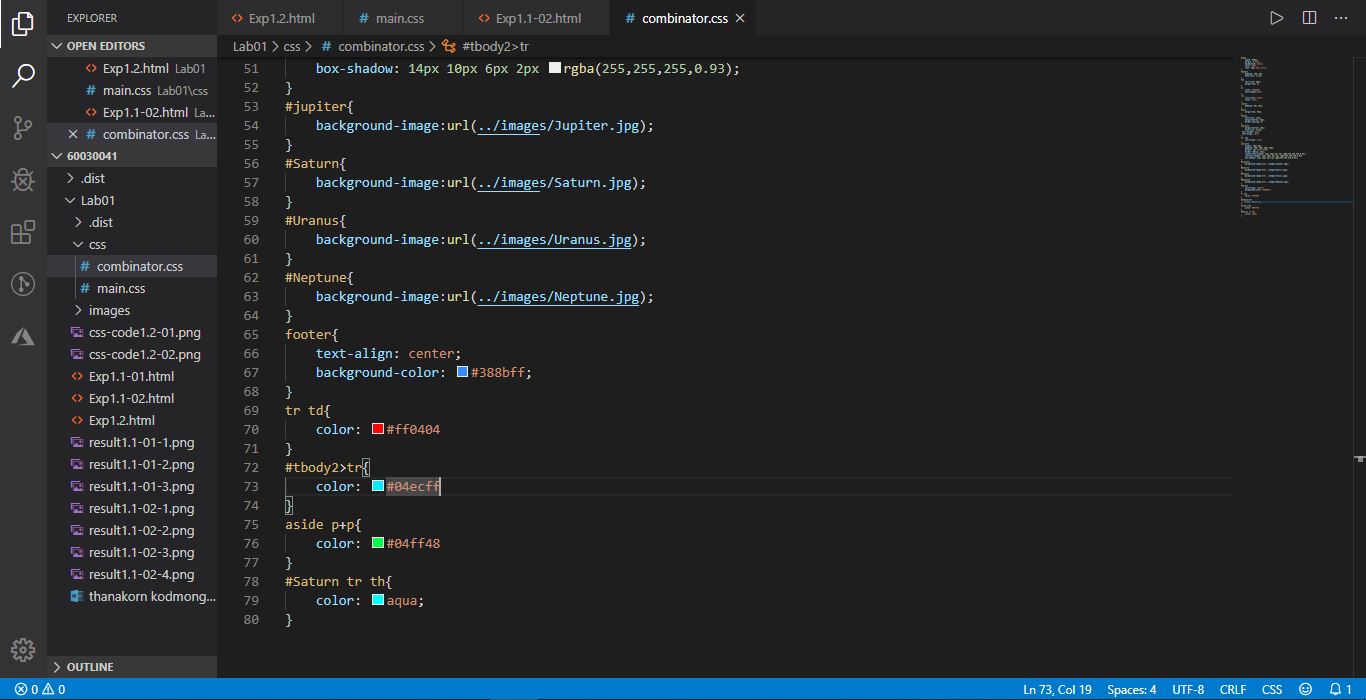 EXPLORER
Exp1.2.html
main.css
Exp1.1-02.html
combinator.css
OPEN EDITORS
Exp1.2.html Lab01
main.css Lab01\css
Exp1.1-02.html La...
combinator.css La...
60030041
.dist
Lab01
.dist
css
combinator.css
main.css
images
css-code1.2-01.png
css-code1.2-02.png
Exp1.1-01.html
Exp1.1-02.html
Exp1.2.html
result1.1-01-1.png
result1.1-01-2.png
result1.1-01-3.png
result1.1-02-1.png
result1.1-02-2.png
result1.1-02-3.png
result1.1-02-4.png
thanakorn kodmong...
OUTLINE
Lab01 > css > # combinator.css > #tbody2>tr
51 box-shadow: 14px 10px 6px 2px rgba(255,255,255,0.93);
52 }
53 #jupiter{
54 background-image:url(../images/Jupiter.jpg);
55 }
56 #Saturn{
57 background-image:url(../images/Saturn.jpg);
58 }
59 #Uranus{
60 background-image:url(../images/Uranus.jpg);
61 }
62 #Neptune{
63 background-image:url(../images/Neptune.jpg);
64 }
65 footer{
66 text-align: center;
67 background-color: #388bff;
68 }
69 tr td{
70 color: #ff0404
71 }
72 #tbody2>tr{
73 color: #04ecff
74 }
75 aside p+p{
76 color: #04ff48
77 }
78 #Saturn tr th{
79 color: aqua;
80 }
0 0 Ln 73, Col 19 Spaces: 4 UTF-8 CRLF CSS 1